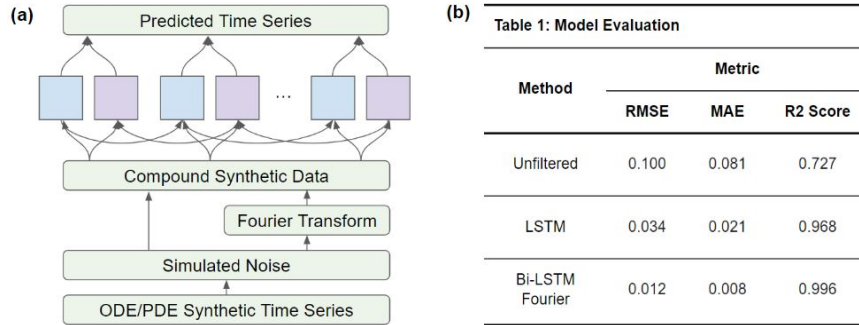 (a)
Predicted Time Series
...
Compound Synthetic Data
Fourier Transform
Simulated Noise
ODE/PDE Synthetic Time Series
(b)
Table 1: Model Evaluation
Method
Metric
RMSE MAE R2 Score
Unfiltered 0.100 0.081 0.727
LSTM 0.034 0.021 0.968
Bi-LSTM
Fourier 0.012 0.008 0.996